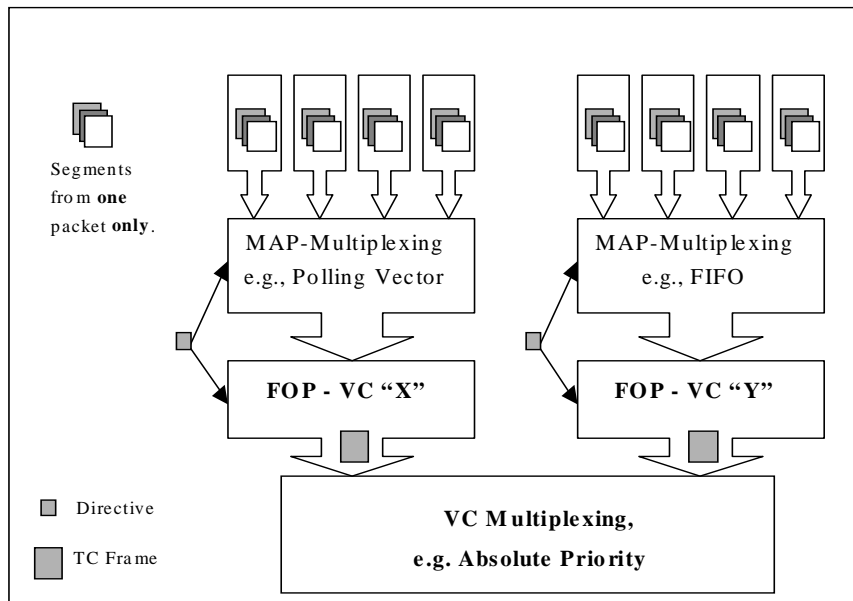 Segments
from one
packet only.
MAP-Multiplexing
e.g., Polling Vector
MAP-Multiplexing
e.g., FIFO
FOP - VC “X”
FOP - VC “Y”
Directive
TC Frame
VC Multiplexing,
e.g. Absolute Priority